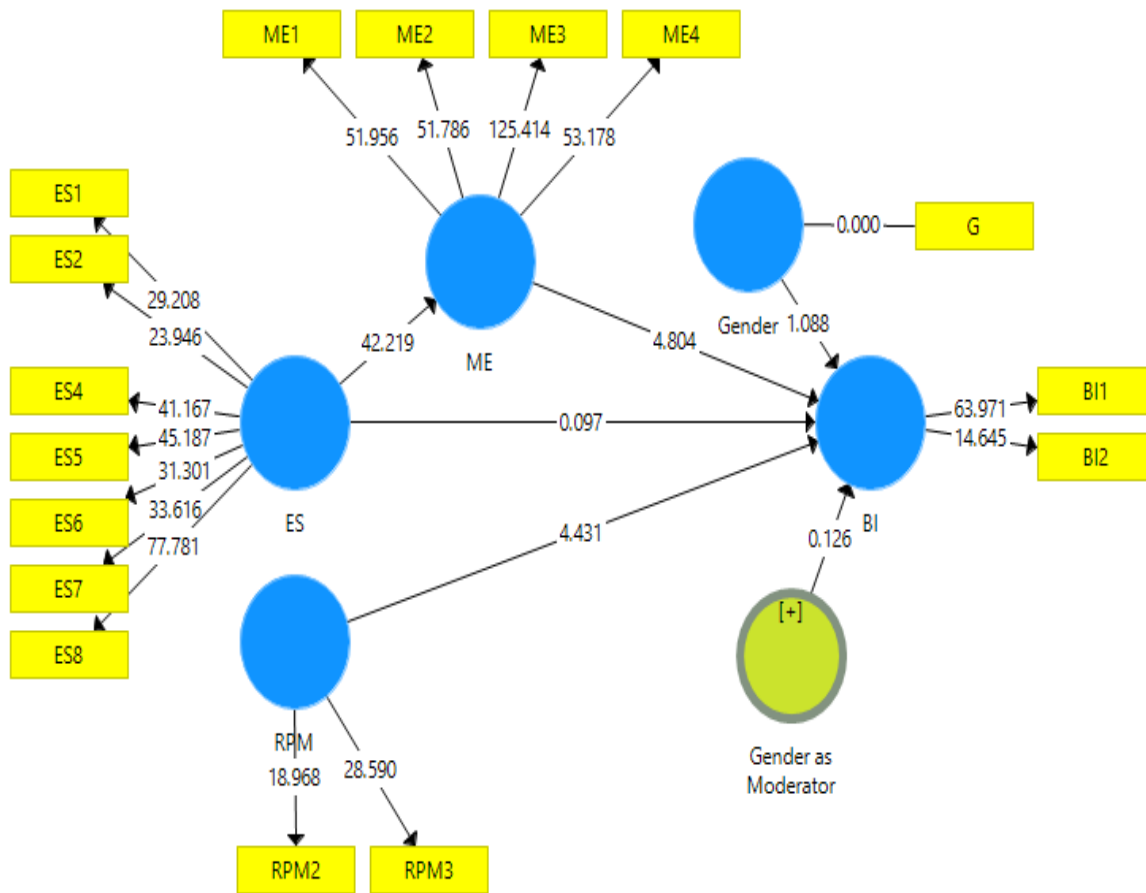 ME1
ME2
ME3
ME4
51.956
51.786
125.414
53.178
ES1
ES2
29.208
23.946
G
0.000
Gender
1.088
ME
42.219
4.804
ES4
ES5
ES6
ES7
ES8
41.167
45.187
31.301
33.616
77.781
ES
0.097
BI1
BI2
63.971
14.645
BI
4.431
0.126
[+]
Gender as
Moderator
RPM
18.968
28.590
RPM2
RPM3